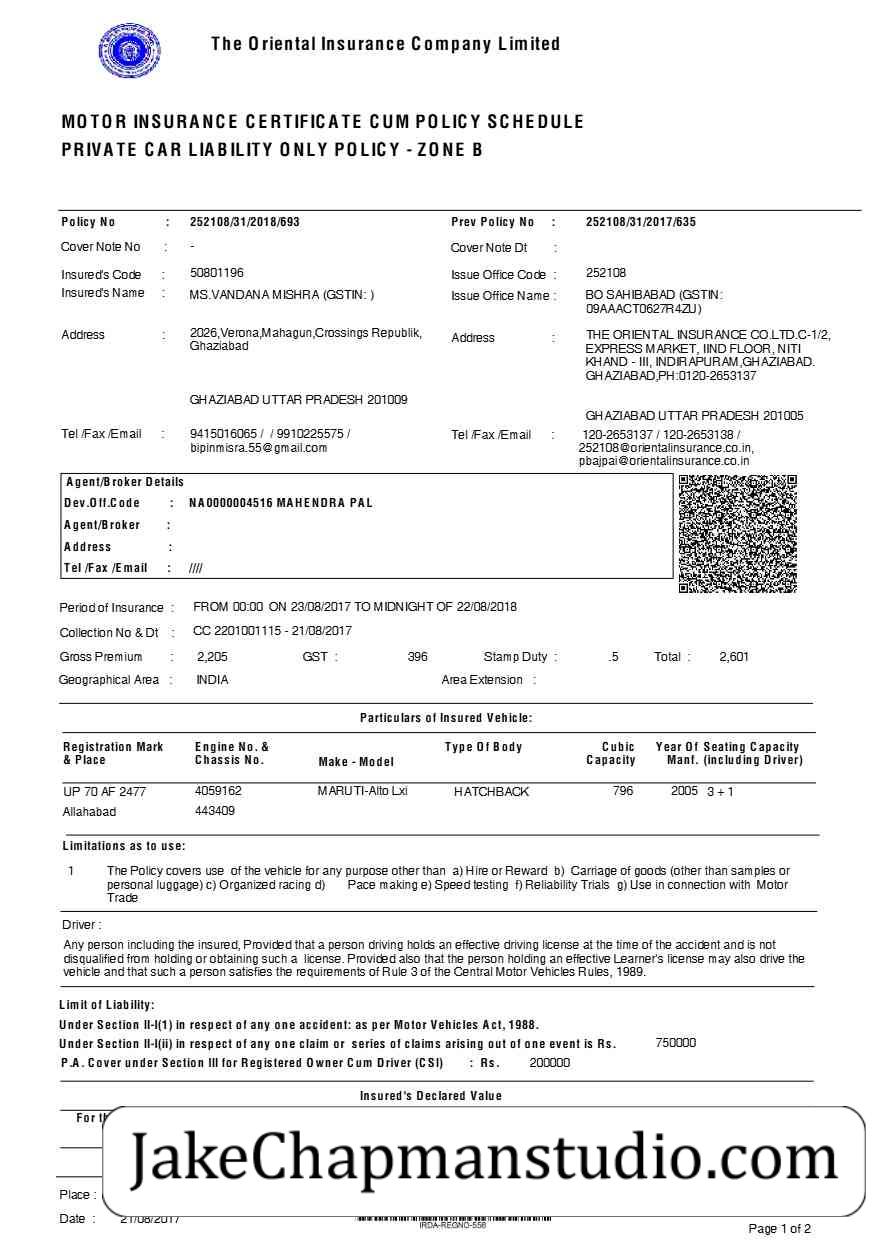 The Oriental Insurance Company Limited
MOTOR INSURANCE CERTIFICATE CUM POLICY SCHEDULE
PRIVATE CAR LIABILITY ONLY POLICY - ZONE B
Policy No : 252108/31/2018/693 Prev Policy No : 252108/31/2017/635
Cover Note No : - Cover Note Dt :
Insured's Code : 50801196 Issue Office Code : 252108
Insured's Name : MS.VANDANA MISHRA (GSTIN: ) Issue Office Name : BO SAHIBABAD (GSTIN:
09AAACT0627R4ZU)
Address : 2026,Verona,Mahagun,Crossings Republik, Address : THE ORIENTAL INSURANCE CO.LTD.C-1/2,
Ghaziabad EXPRESS MARKET, IIND FLOOR, NITI
KHAND - III, INDIRAPURAM,GHAZIABAD.
GHAZIABAD,PH:0120-2653137
GHAZIABAD UTTAR PRADESH 201009
GHAZIABAD UTTAR PRADESH 201005
Tel /Fax /Email : 9415016065 / / 9910225575 / Tel /Fax /Email : 120-2653137 / 120-2653138 /
bipinmisra.55@gmail.com 252108@orientalinsurance.co.in,
pbajpai@orientalinsurance.co.in
Agent/Broker Details
Dev.Off.Code : NA0000004516 MAHENDRA PAL
Agent/Broker :
Address :
Tel /Fax /Email : ////
Period of Insurance : FROM 00:00 ON 23/08/2017 TO MIDNIGHT OF 22/08/2018
Collection No & Dt : CC 2201001115 - 21/08/2017
Gross Premium : 2,205 GST : 396 Stamp Duty : .5 Total : 2,601
Geographical Area : INDIA Area Extension :
Particulars of Insured Vehicle:
Registration Mark Engine No. & Type Of Body Cubic Year Of Seating Capacity
& Place Chassis No. Make - Model Capacity Manf. (including Driver)
UP 70 AF 2477 4059162 MARUTI-Alto Lxi HATCHBACK 796 2005 3 + 1
Allahabad 443409
Limitations as to use:
1 The Policy covers use of the vehicle for any purpose other than a) Hire or Reward b) Carriage of goods (other than samples or
personal luggage) c) Organized racing d) Pace making e) Speed testing f) Reliability Trials g) Use in connection with Motor
Trade
Driver :
Any person including the insured, Provided that a person driving holds an effective driving license at the time of the accident and is not
disqualified from holding or obtaining such a license. Provided also that the person holding an effective Learner's license may also drive the
vehicle and that such a person satisfies the requirements of Rule 3 of the Central Motor Vehicles Rules, 1989.
Limit of Liability:
Under Section II-I(1) in respect of any one accident: as per Motor Vehicles Act, 1988.
Under Section II-I(ii) in respect of any one claim or series of claims arising out of one event is Rs. 750000
P.A. Cover under Section III for Registered Owner Cum Driver (CSI) : Rs. 200000
Insured's Declared Value
For
JakeChapmanstudio.com
Place :
Date : 21/08/2017
IRDA-REGNO-556
Page 1 of 2